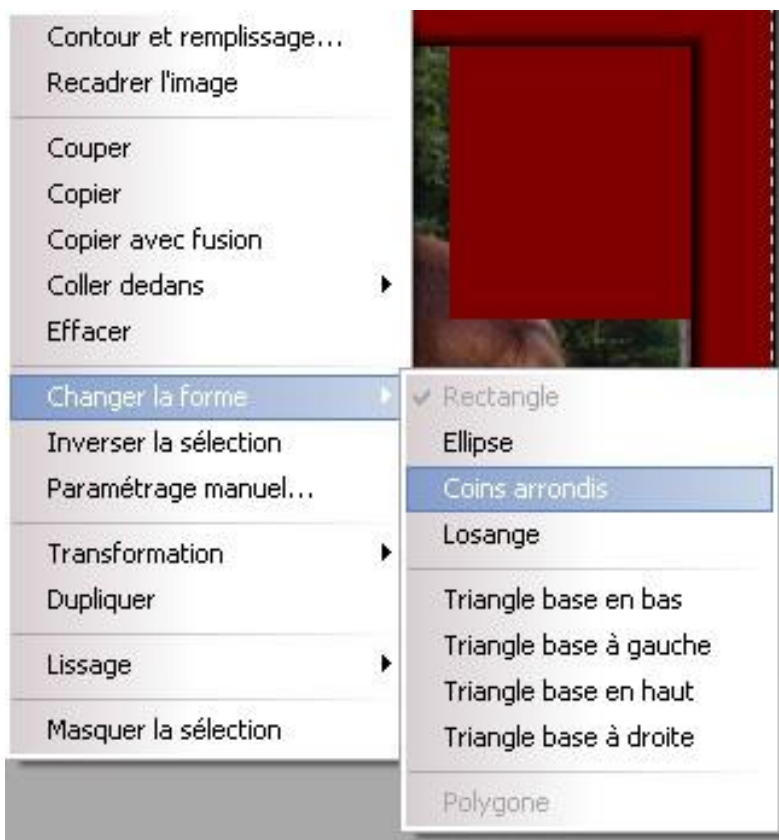 Contour et remplissage...
Recadrer l'image
Couper
Copier
Copier avec fusion
Coller dedans
Effacer
Changer la forme
Inverser la sélection
Paramétrage manuel...
Transformation
Dupliquer
Lissage
Masquer la sélection
Rectangle
Ellipse
Coins arrondis
Losange
Triangle base en bas
Triangle base à gauche
Triangle base en haut
Triangle base à droite
Polygone